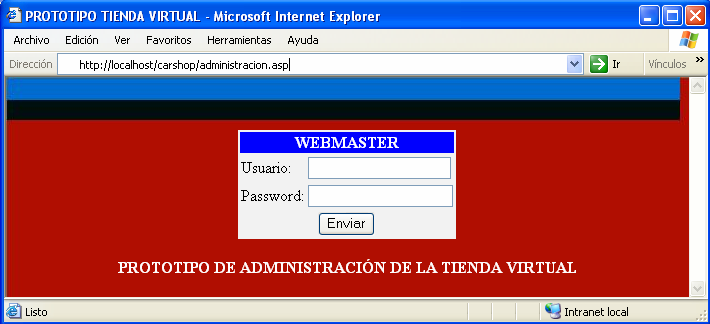 PROTOTIPO TIENDA VIRTUAL - Microsoft Internet Explorer
Archivo Edición Ver Favoritos Herramientas Ayuda
Dirección http://localhost/carshop/administracion.asp Ir Vínculos »
WEBMASTER
Usuario:
Password:
Enviar
PROTOTIPO DE ADMINISTRACIÓN DE LA TIENDA VIRTUAL
Listo Intranet local